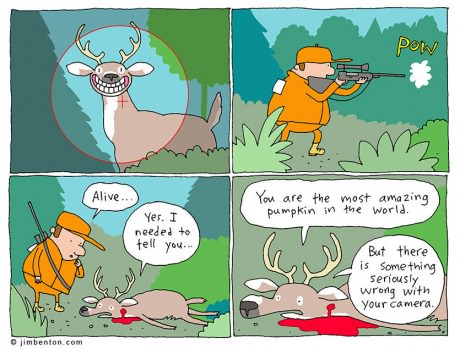 POW
Alive...
Yes. I
needed to
tell you...
You are the most amazing
pumpkin in the world.
But there
is something
seriously
wrong with
your camera.
© jimbenton.com